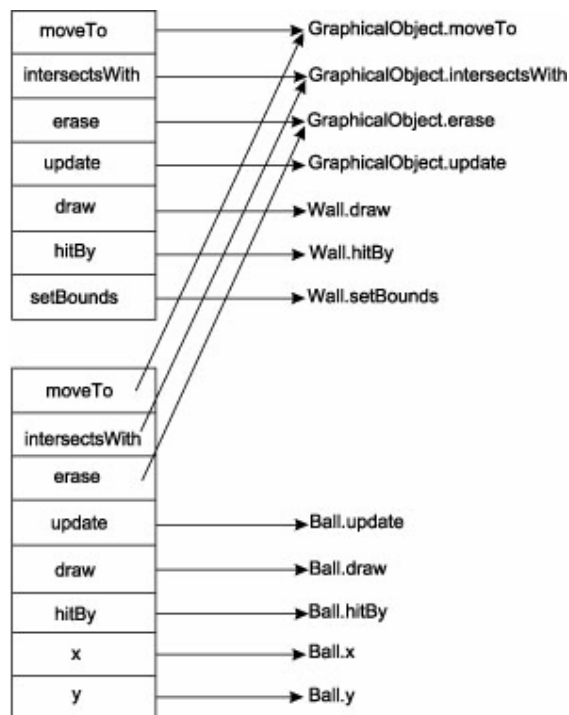 moveTo GraphicalObject.moveTo
intersectsWith GraphicalObject.intersectsWith
erase GraphicalObject.erase
update GraphicalObject.update
draw Wall.draw
hitBy Wall.hitBy
setBounds Wall.setBounds
moveTo
intersectsWith
erase
update Ball.update
draw Ball.draw
hitBy Ball.hitBy
x Ball.x
y Ball.y